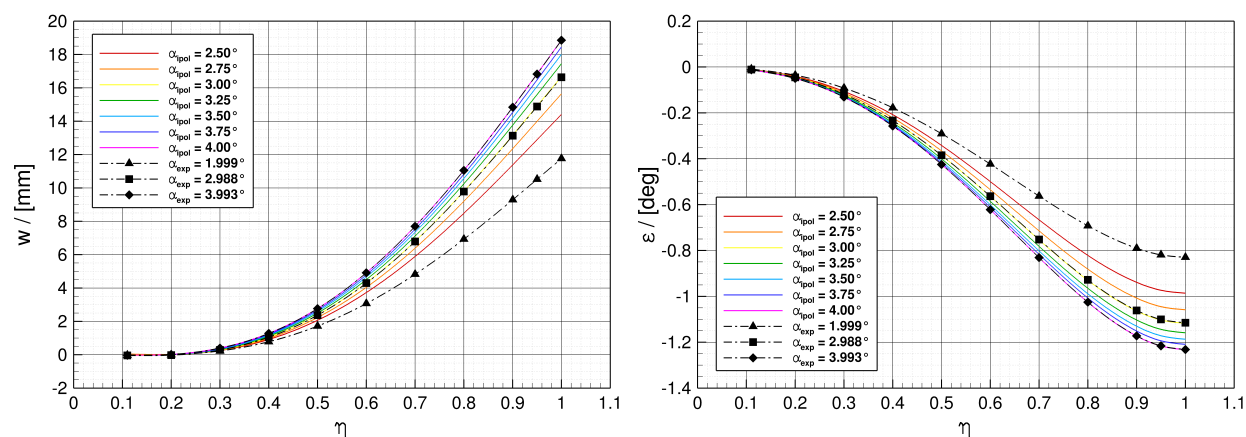 20
18
16
14
12
10
8
6
4
2
0
-2
w / [mm]
α_ipol = 2.50°
α_ipol = 2.75°
α_ipol = 3.00°
α_ipol = 3.25°
α_ipol = 3.50°
α_ipol = 3.75°
α_ipol = 4.00°
α_exp = 1.999°
α_exp = 2.988°
α_exp = 3.993°
0 0.1 0.2 0.3 0.4 0.5 0.6 0.7 0.8 0.9 1 1.1
η
0.2
0
-0.2
-0.4
-0.6
-0.8
-1
-1.2
-1.4
ε / [deg]
α_ipol = 2.50°
α_ipol = 2.75°
α_ipol = 3.00°
α_ipol = 3.25°
α_ipol = 3.50°
α_ipol = 3.75°
α_ipol = 4.00°
α_exp = 1.999°
α_exp = 2.988°
α_exp = 3.993°
0 0.1 0.2 0.3 0.4 0.5 0.6 0.7 0.8 0.9 1 1.1
η